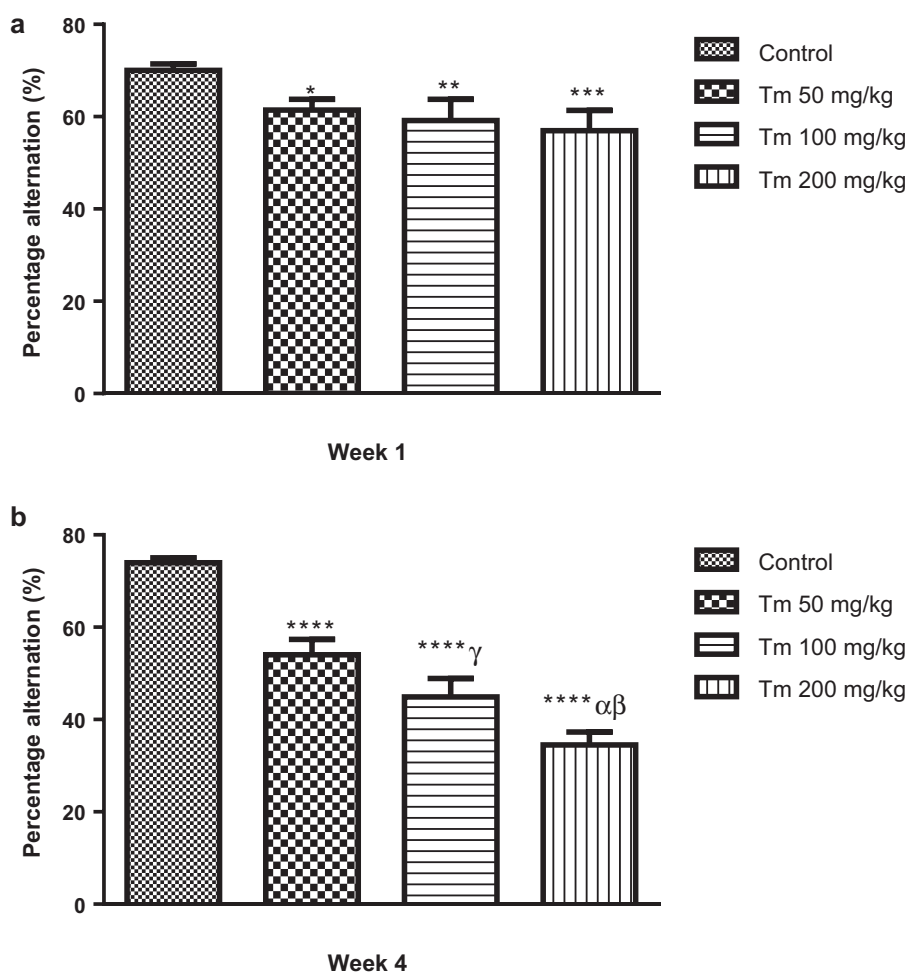 a
Percentage alternation (%)
80
60
40
20
0
*
**
***
Week 1
Control
Tm 50 mg/kg
Tm 100 mg/kg
Tm 200 mg/kg
b
Percentage alternation (%)
80
60
40
20
0
****
****γ
****αβ
Week 4
Control
Tm 50 mg/kg
Tm 100 mg/kg
Tm 200 mg/kg